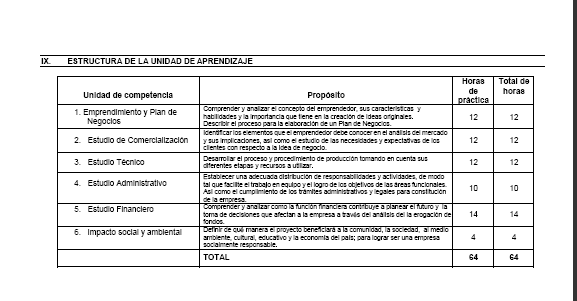 IX. ESTRUCTURA DE LA UNIDAD DE APRENDIZAJE
Unidad de competencia Propósito Horas de práctica Total de horas
1. Emprendimiento y Plan de Negocios
Comprender y analizar el concepto del emprendedor, sus características y
habilidades y la importancia que tiene en la creación de ideas originales.
Describir el proceso para la elaboración de un Plan de Negocios.
12 12
2. Estudio de Comercialización
Identificar los elementos que el emprendedor debe conocer en el análisis del mercado
y sus implicaciones, así como el estudio de las necesidades y expectativas de los
clientes con respecto a la idea de negocio.
12 12
3. Estudio Técnico
Desarrollar el proceso y procedimiento de producción tomando en cuenta sus
diferentes etapas y recursos a utilizar.
12 12
4. Estudio Administrativo
Establecer una adecuada distribución de responsabilidades y actividades, de modo
tal que facilite el trabajo en equipo y el logro de los objetivos de las áreas funcionales.
Así como el cumplimiento de los trámites administrativos y legales para constitución
de la empresa.
10 10
5. Estudio Financiero
Comprender y analizar como la función financiera contribuye a planear el futuro y la
toma de decisiones que afectan a la empresa a través del análisis del la erogación de
fondos.
14 14
6. Impacto social y ambiental
Definir de qué manera el proyecto beneficiará a la comunidad, la sociedad, al medio
ambiente, cultural, educativo y la economía del país; para lograr ser una empresa
socialmente responsable.
4 4
TOTAL 64 64